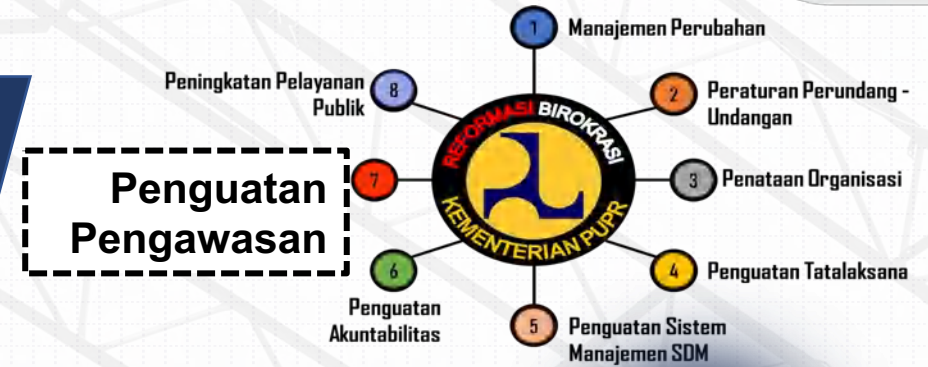 1
Manajemen Perubahan
2
Peraturan Perundang -
Undangan
3
Penataan Organisasi
4
Penguatan Tatalaksana
5
Penguatan Sistem
Manajemen SDM
6
Penguatan
Akuntabilitas
7
Penguatan
Pengawasan
8
Peningkatan Pelayanan
Publik
REFORMASI BIROKRASI
KEMENTERIAN PUPR